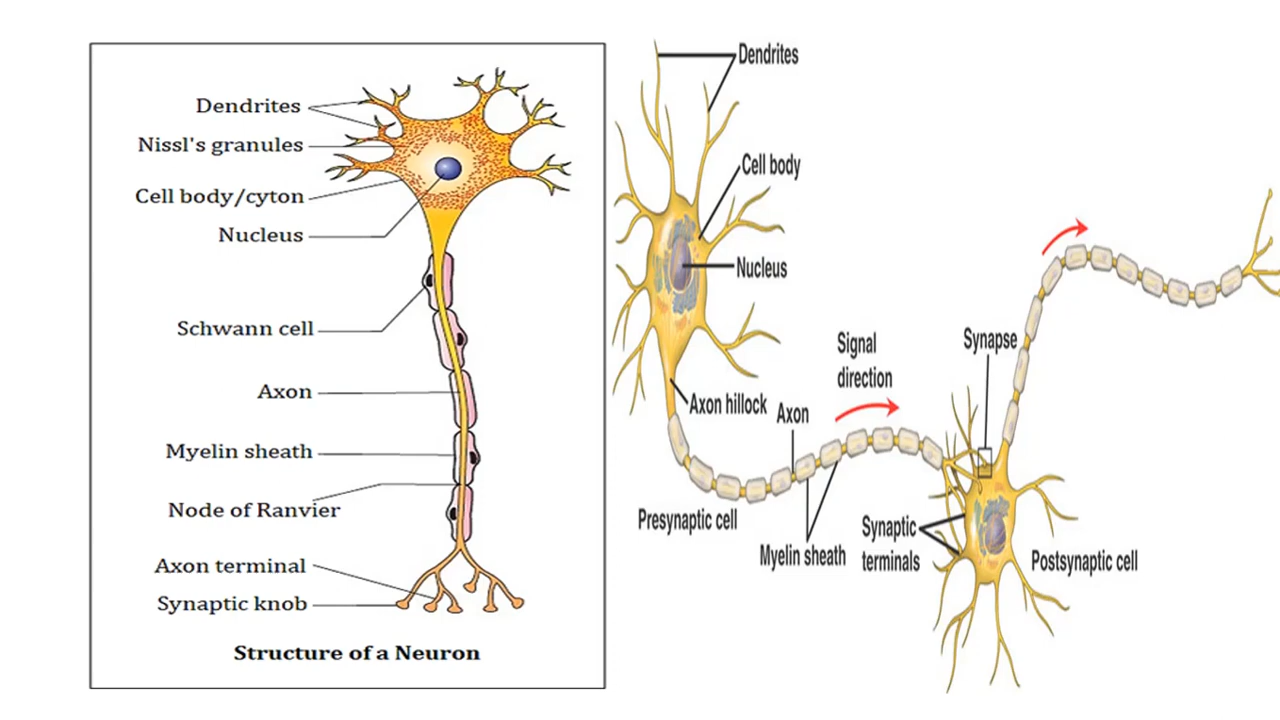 Dendrites
Nissl's granules
Cell body/cyton
Nucleus
Schwann cell
Axon
Myelin sheath
Node of Ranvier
Axon terminal
Synaptic knob
Structure of a Neuron
Dendrites
Cell body
Nucleus
Signal
direction
Synapse
Axon hillock
Axon
Presynaptic cell
Myelin sheath
Synaptic
terminals
Postsynaptic cell